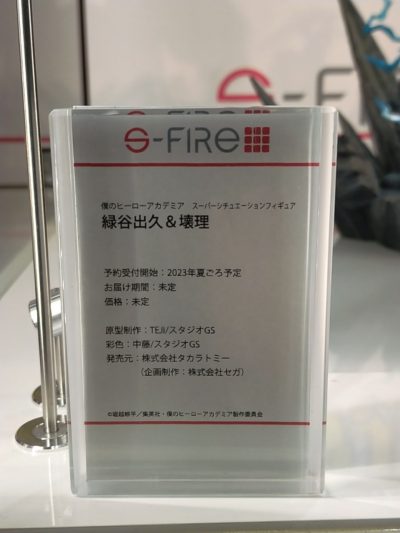 S-FIRE
S-FIRE
僕のヒーローアカデミア　スーパーシチュエーションフィギュア
緑谷出久＆壊理
予約受付開始：2023年夏ごろ予定
お届け期間：未定
価格：未定
原型制作：TEJI/スタジオGS
彩色：中藤/スタジオGS
発売元：株式会社タカラトミー
（企画制作：株式会社セガ）
©堀越耕平／集英社・僕のヒーローアカデミア製作委員会